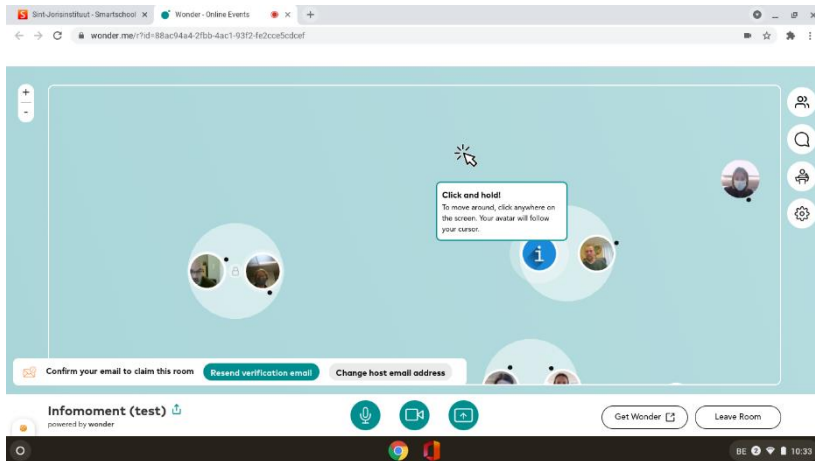 Sint-Jorisinstituut - Smartschool
Wonder - Online Events
wonder.me/r?id=88ac94a4-2fbb-4ac1-93f2-fe2cce5cdcef
+
-
Click and hold!
To move around, click anywhere on
the screen. Your avatar will follow
your cursor.
i
Confirm your email to claim this room
Resend verification email
Change host email address
Infomoment (test)
powered by wonder
Get Wonder
Leave Room
BE 2 10:33